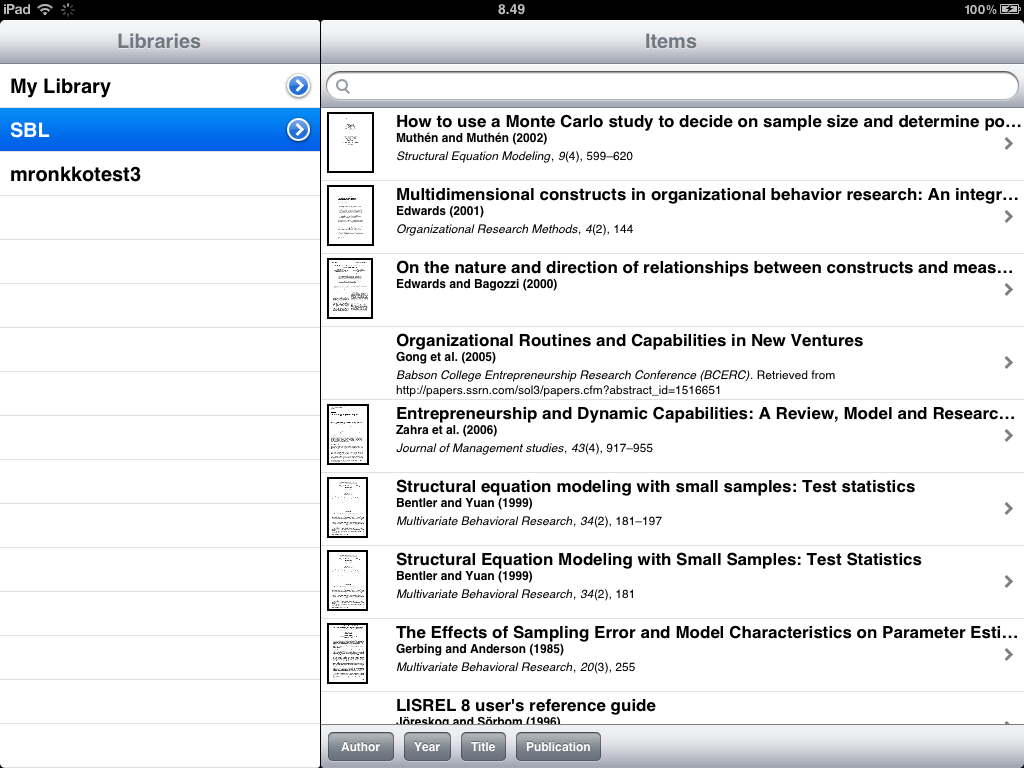 iPad
8.49
100%
Libraries
Items
My Library
SBL
mronkkotest3
How to use a Monte Carlo study to decide on sample size and determine po...
Muthén and Muthén (2002)
Structural Equation Modeling, 9(4), 599–620
Multidimensional constructs in organizational behavior research: An integr...
Edwards (2001)
Organizational Research Methods, 4(2), 144
On the nature and direction of relationships between constructs and meas...
Edwards and Bagozzi (2000)
Organizational Routines and Capabilities in New Ventures
Gong et al. (2005)
Babson College Entrepreneurship Research Conference (BCERC). Retrieved from
http://papers.ssrn.com/sol3/papers.cfm?abstract_id=1516651
Entrepreneurship and Dynamic Capabilities: A Review, Model and Researc...
Zahra et al. (2006)
Journal of Management studies, 43(4), 917–955
Structural equation modeling with small samples: Test statistics
Bentler and Yuan (1999)
Multivariate Behavioral Research, 34(2), 181–197
Structural Equation Modeling with Small Samples: Test Statistics
Bentler and Yuan (1999)
Multivariate Behavioral Research, 34(2), 181
The Effects of Sampling Error and Model Characteristics on Parameter Esti...
Gerbing and Anderson (1985)
Multivariate Behavioral Research, 20(3), 255
LISREL 8 user's reference guide
Jöreskog and Sörbom (1996)
Author
Year
Title
Publication